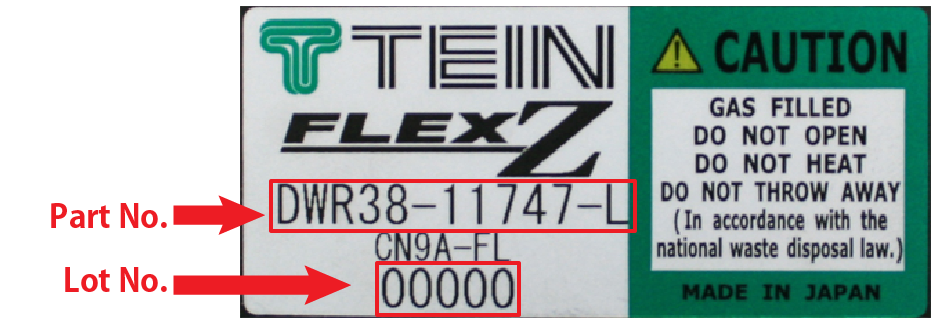 TEIN
FLEX Z
Part No.
DWR38-11747-L
CN9A-FL
Lot No.
00000
CAUTION
GAS FILLED
DO NOT OPEN
DO NOT HEAT
DO NOT THROW AWAY
(In accordance with the
national waste disposal law.)
MADE IN JAPAN